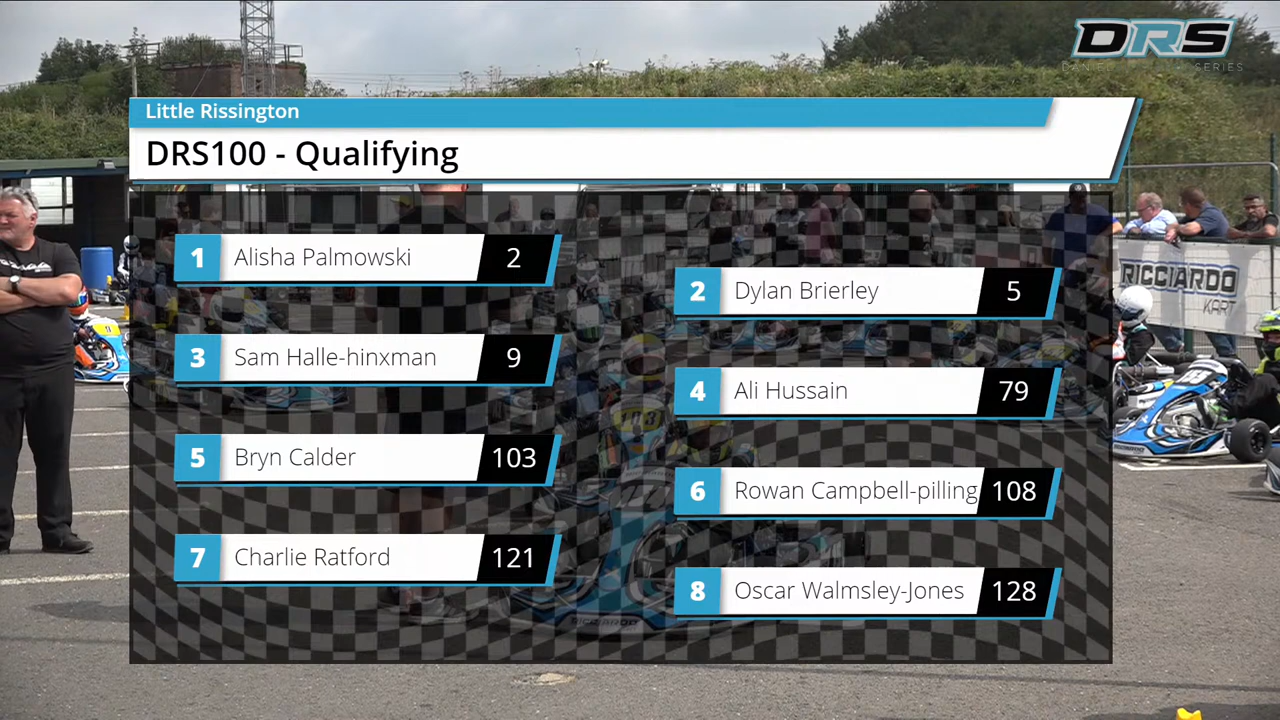 DRS
Little Rissington
DRS100 - Qualifying
1 Alisha Palmowski 2
2 Dylan Brierley 5
3 Sam Halle-hinxman 9
4 Ali Hussain 79
5 Bryn Calder 103
6 Rowan Campbell-pilling 108
7 Charlie Ratford 121
8 Oscar Walmsley-Jones 128
RICCIARDO
KART